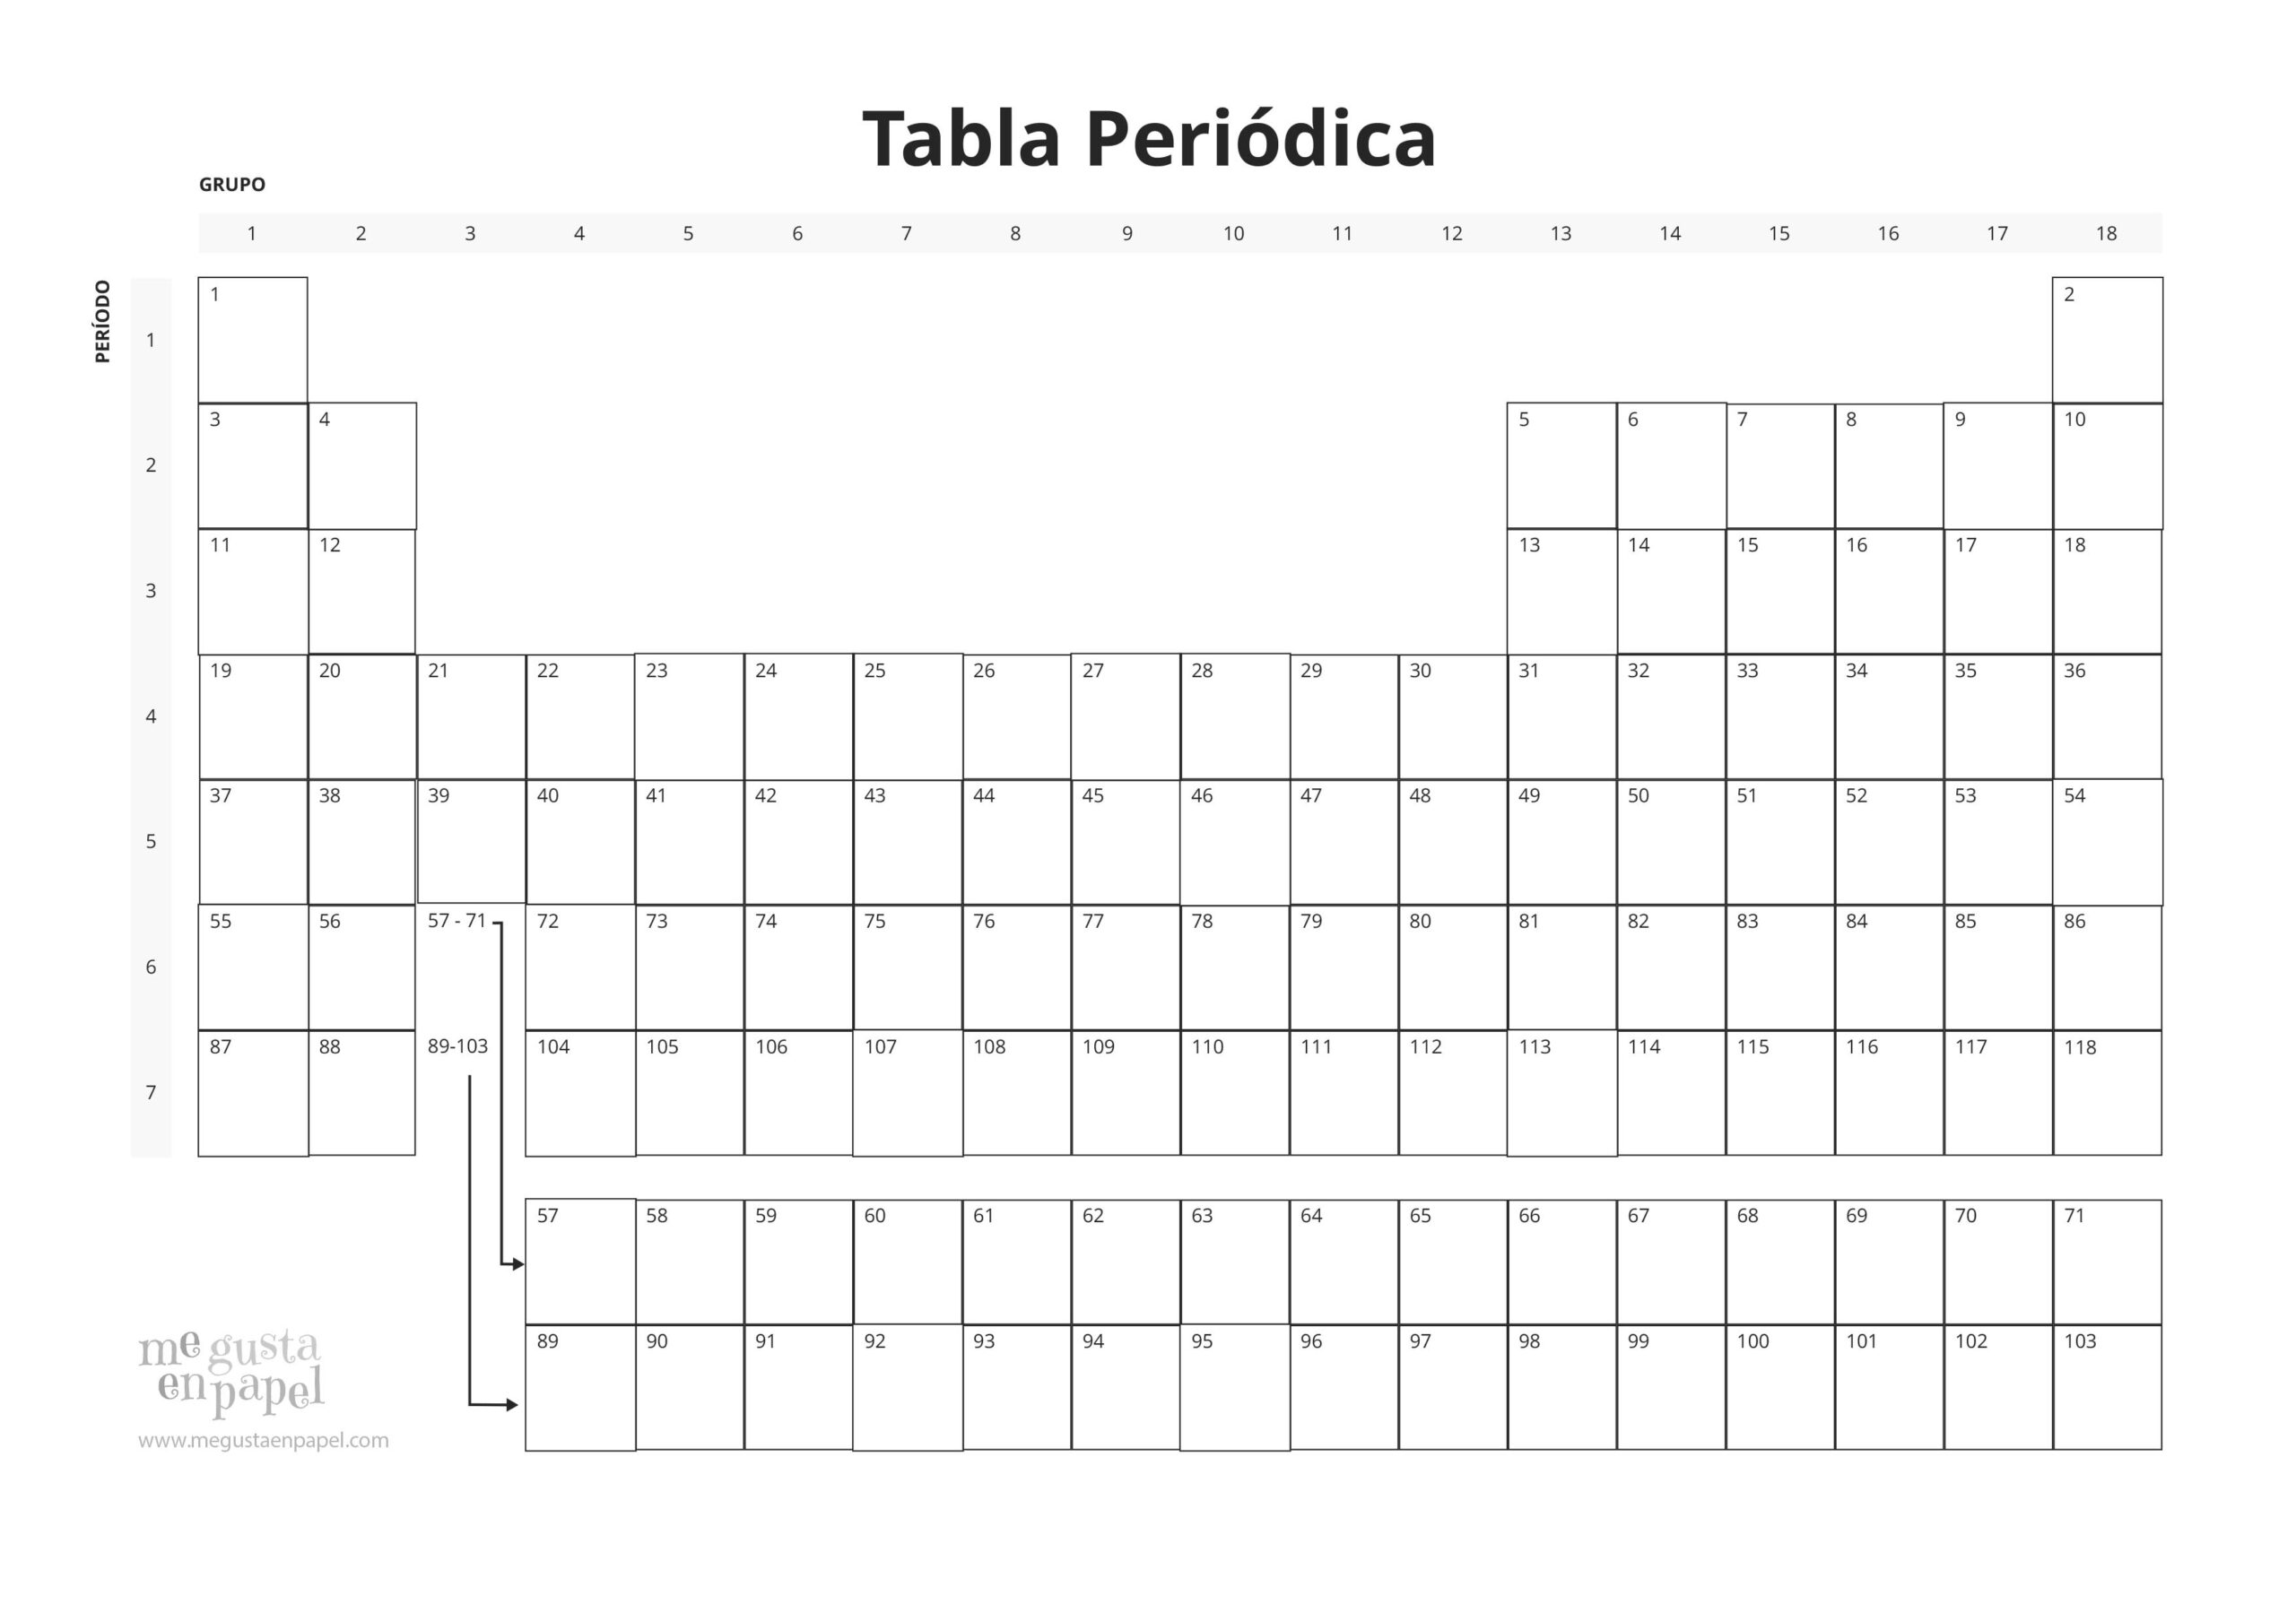 Tabla Periódica
GRUPO
1 2 3 4 5 6 7 8 9 10 11 12 13 14 15 16 17 18
PERÍODO
1
1 2
2
3 4 5 6 7 8 9 10
3
11 12 13 14 15 16 17 18
4
19 20 21 22 23 24 25 26 27 28 29 30 31 32 33 34 35 36
5
37 38 39 40 41 42 43 44 45 46 47 48 49 50 51 52 53 54
6
55 56 57 - 71 72 73 74 75 76 77 78 79 80 81 82 83 84 85 86
7
87 88 89-103 104 105 106 107 108 109 110 111 112 113 114 115 116 117 118
57 58 59 60 61 62 63 64 65 66 67 68 69 70 71
89 90 91 92 93 94 95 96 97 98 99 100 101 102 103
me gusta
en papel
www.megustaenpapel.com